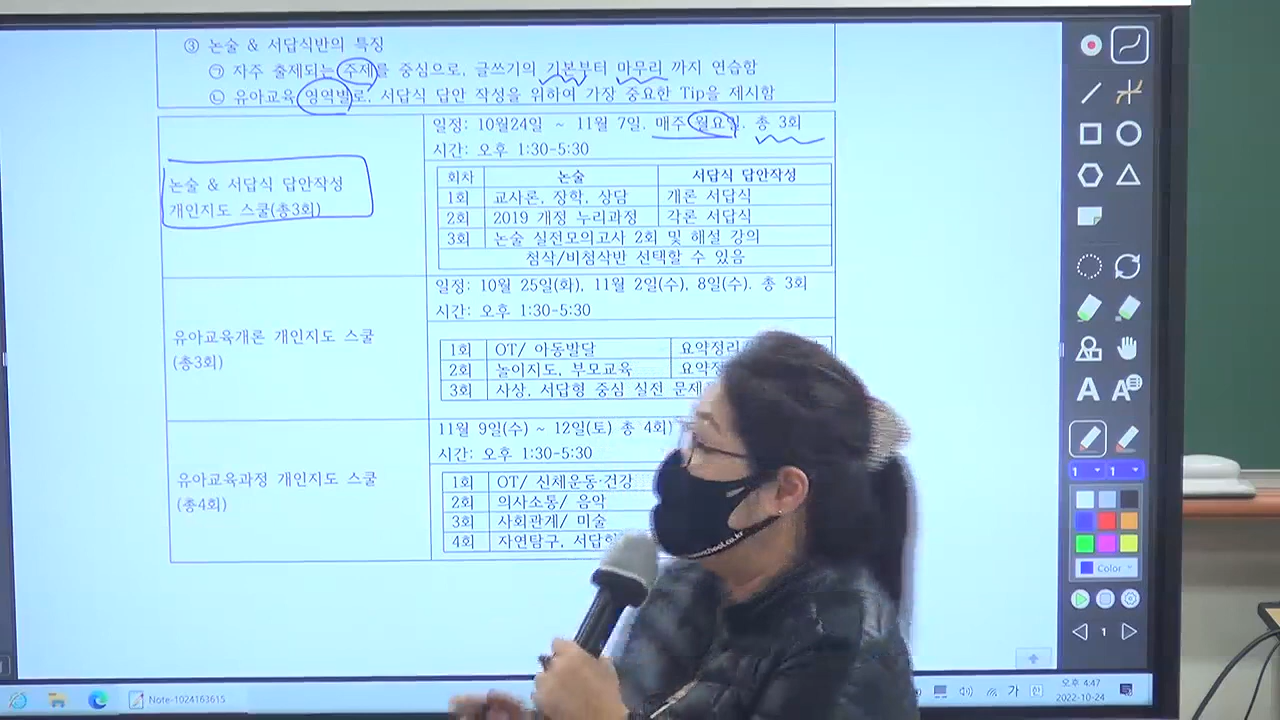 ③ 논술 & 서답식반의 특징
㉠ 자주 출제되는 주제를 중심으로, 글쓰기의 기본부터 마무리 까지 연습함
㉡ 유아교육 영역별로, 서답식 답안 작성을 위하여 가장 중요한 Tip을 제시함
논술 & 서답식 답안작성
개인지도 스쿨(총3회)
일정: 10월24일 ~ 11월 7일. 매주 월요일. 총 3회
시간: 오후 1:30-5:30
회차 논술 서답식 답안작성
1회 교사론, 장학, 상담 개론 서답식
2회 2019 개정 누리과정 각론 서답식
3회 논술 실전모의고사 2회 및 해설 강의
첨삭/비첨삭반 선택할 수 있음
유아교육개론 개인지도 스쿨
(총3회)
일정: 10월 25일(화), 11월 2일(수), 8일(수). 총 3회
시간: 오후 1:30-5:30
1회 OT/ 아동발달 요약정리
2회 놀이지도, 부모교육
3회 사상, 서답형 중심 실전 문제
유아교육과정 개인지도 스쿨
(총4회)
11월 9일(수) ~ 12일(토) 총 4회)
시간: 오후 1:30-5:30
1회 OT/ 신체운동·건강
2회 의사소통/ 음악
3회 사회관계/ 미술
4회 자연탐구,
A A
1 1
Color
1
Note-1024163615
가 한
오후 4:47
2022-10-24